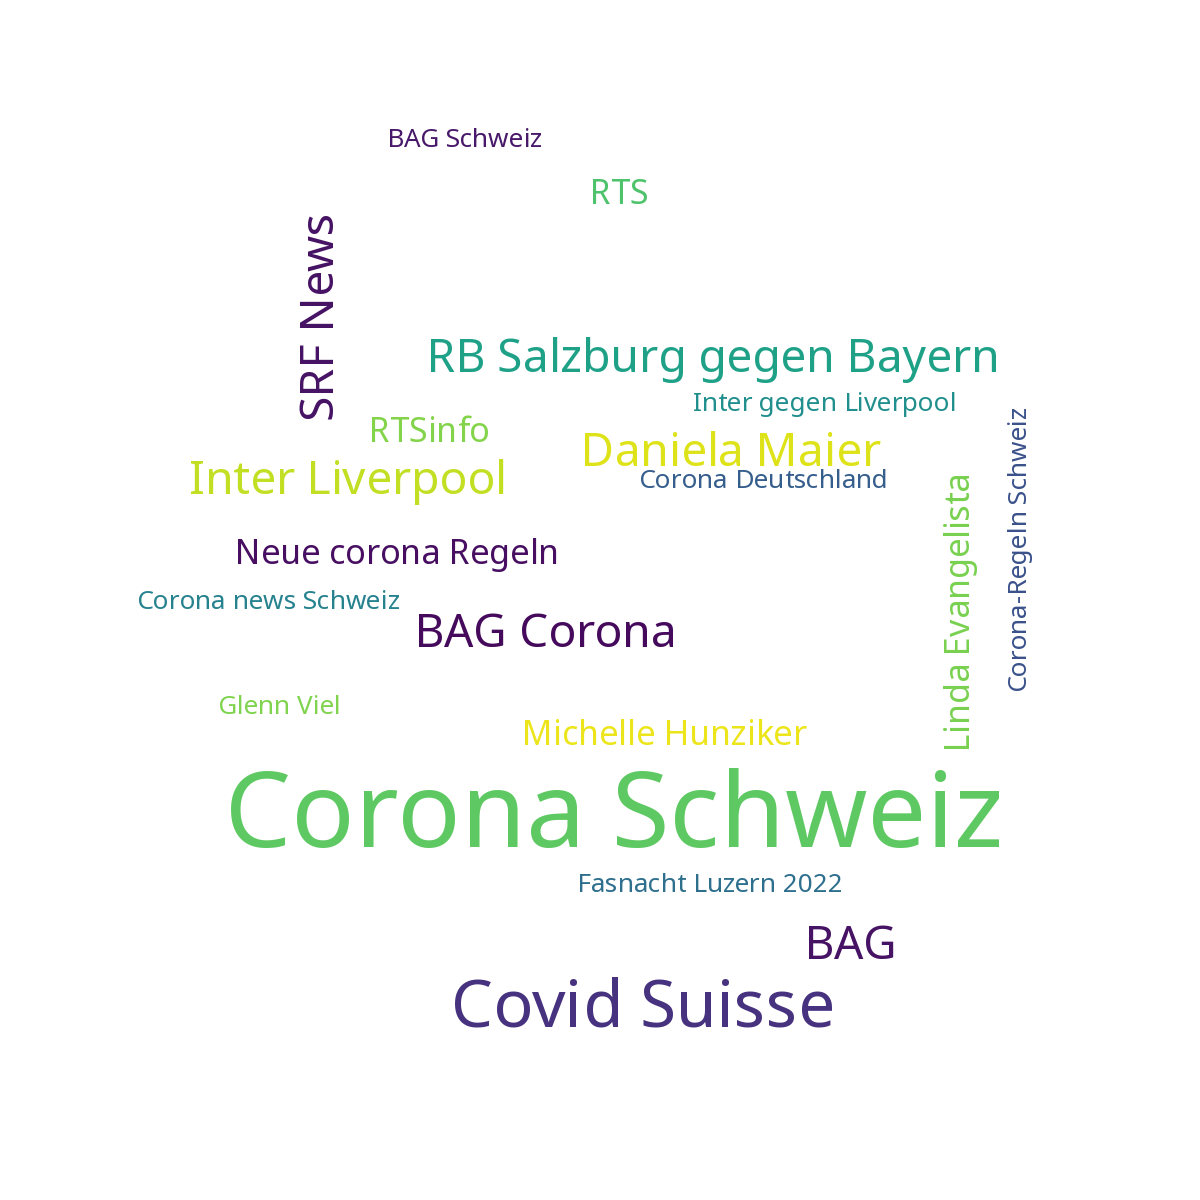 BAG Schweiz
RTS
SRF News
RB Salzburg gegen Bayern
Inter gegen Liverpool
RTSinfo
Daniela Maier
Inter Liverpool
Corona Deutschland
Corona-Regeln Schweiz
Linda Evangelista
Neue corona Regeln
Corona news Schweiz
BAG Corona
Glenn Viel
Michelle Hunziker
Corona Schweiz
Fasnacht Luzern 2022
BAG
Covid Suisse